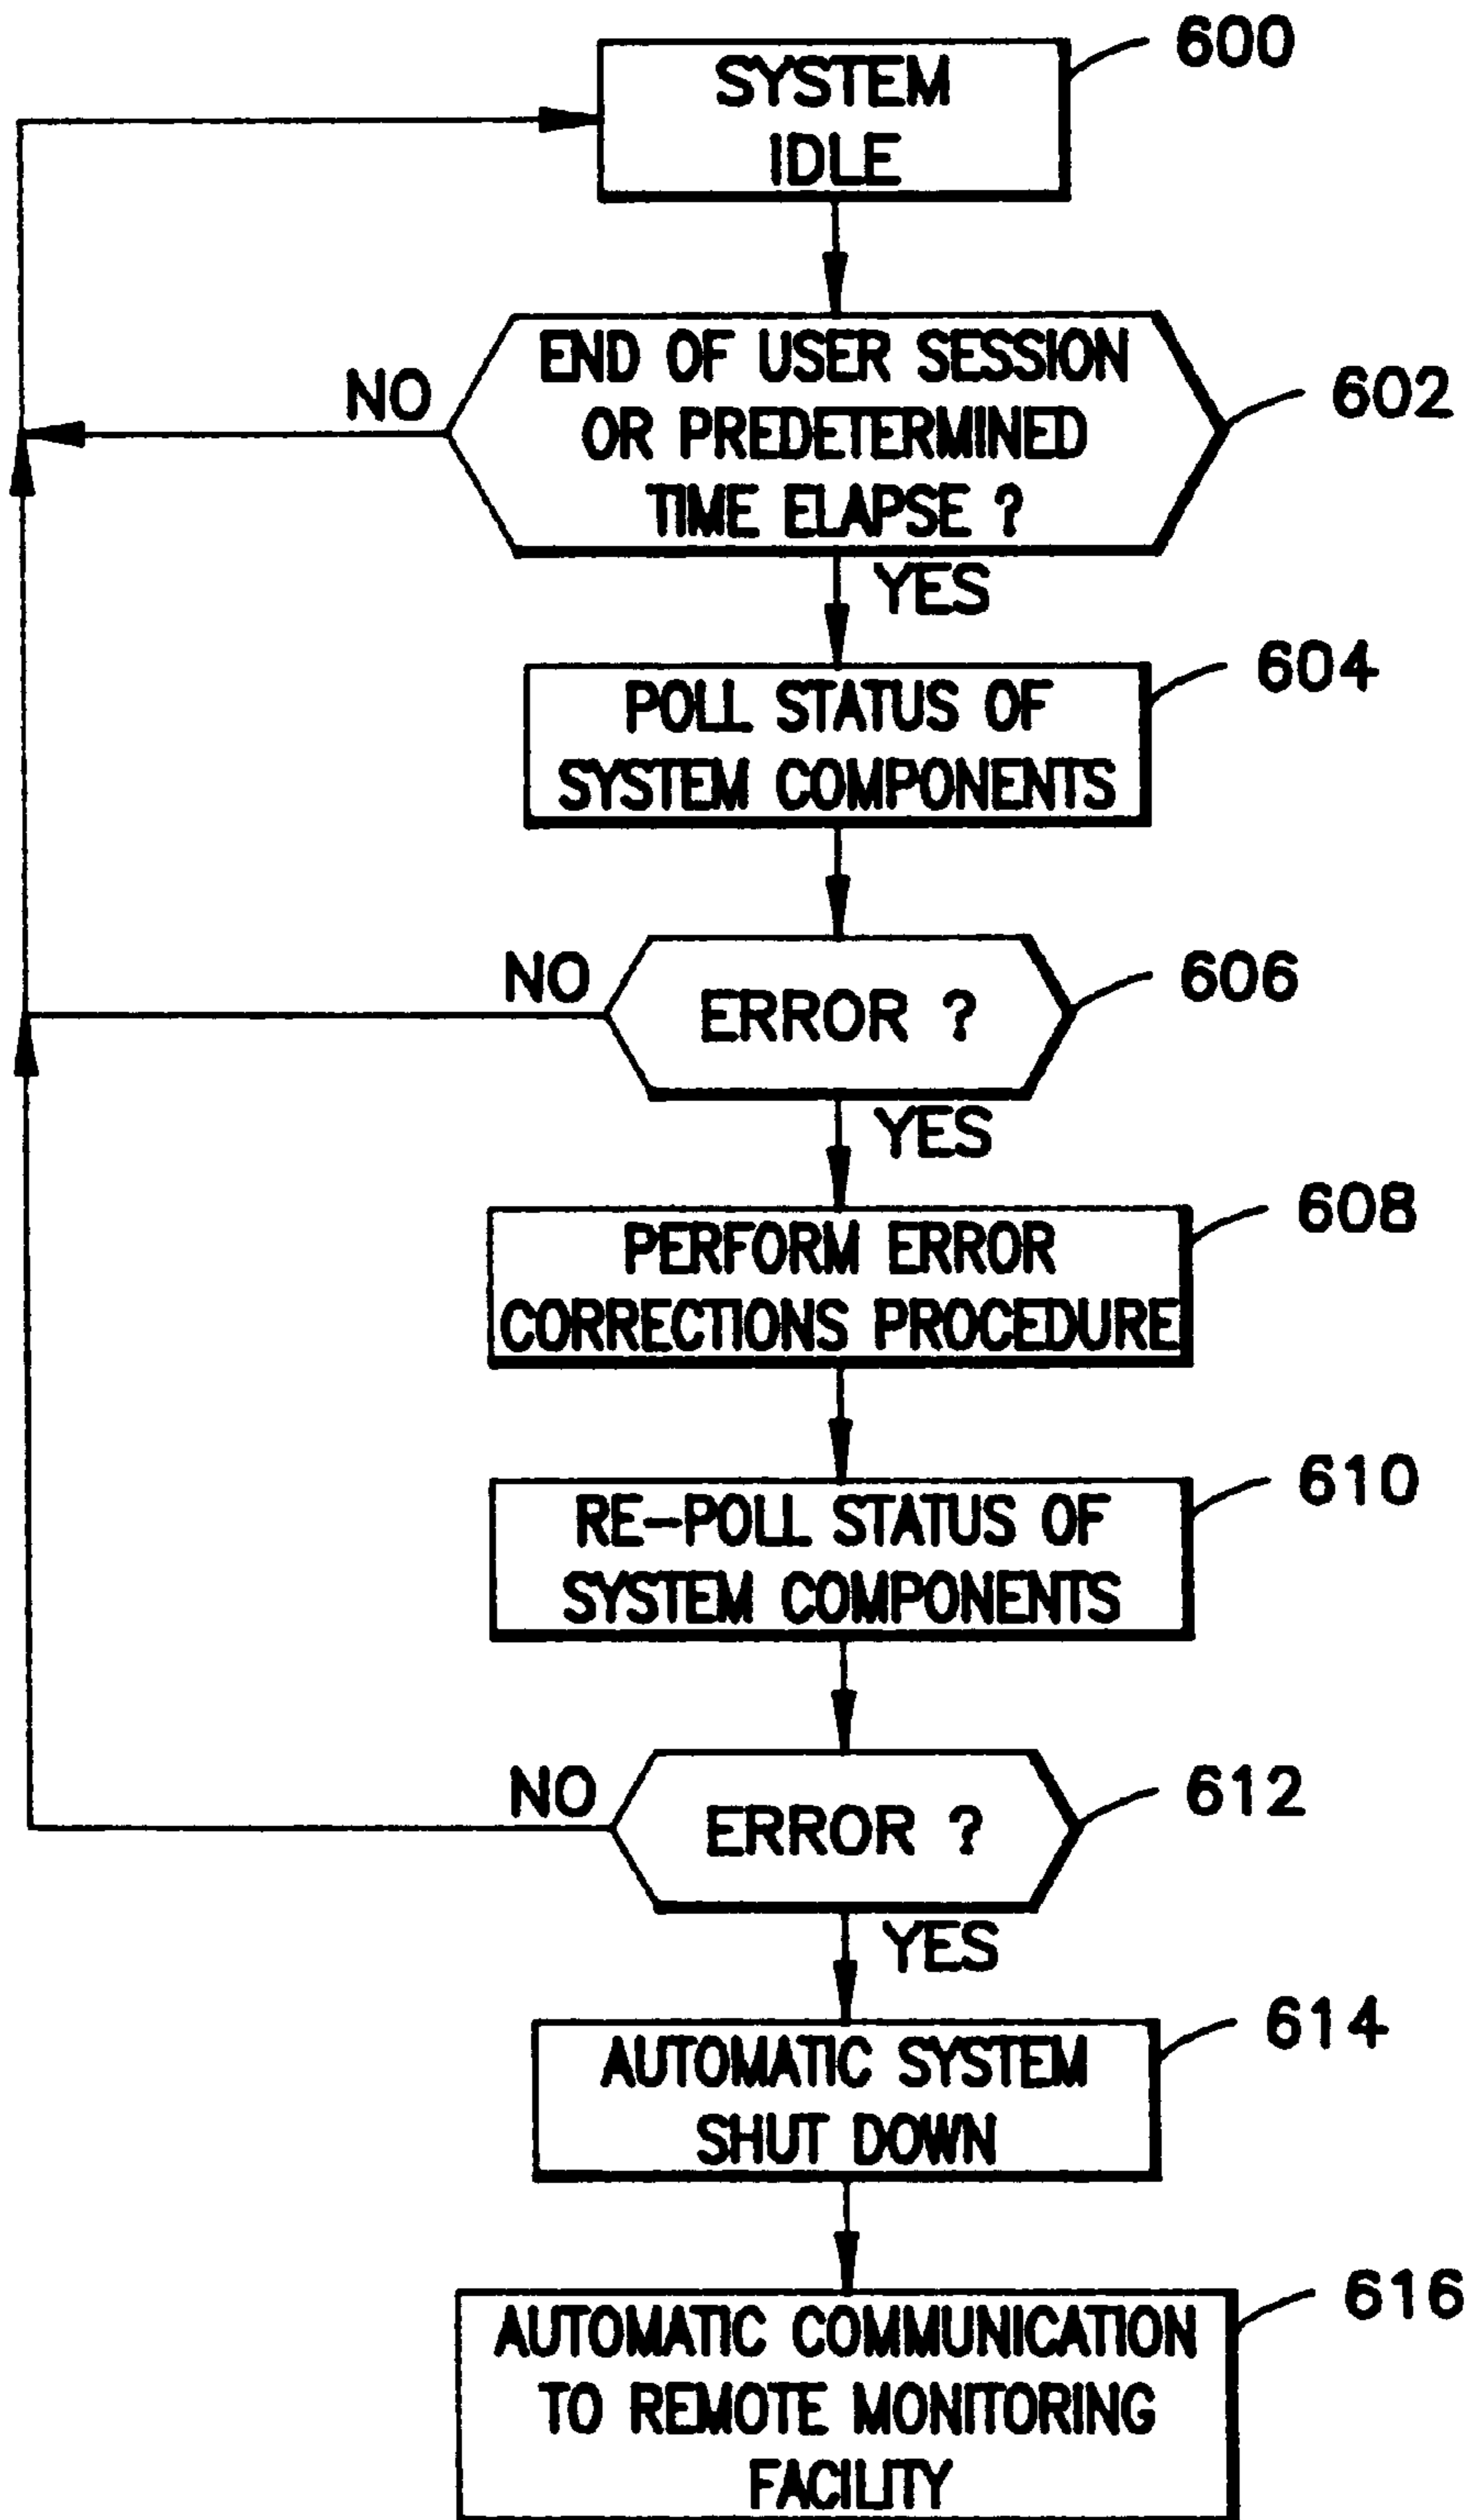 600
SYSTEM
IDLE
END OF USER SESSION
OR PREDETERMINED
TIME ELAPSE ?
NO
602
YES
604
POLL STATUS OF
SYSTEM COMPONENTS
NO
606
ERROR ?
YES
608
PERFORM ERROR
CORRECTIONS PROCEDURE
610
RE-POLL STATUS OF
SYSTEM COMPONENTS
NO
612
ERROR ?
YES
614
AUTOMATIC SYSTEM
SHUT DOWN
616
AUTOMATIC COMMUNICATION
TO REMOTE MONITORING
FACILITY